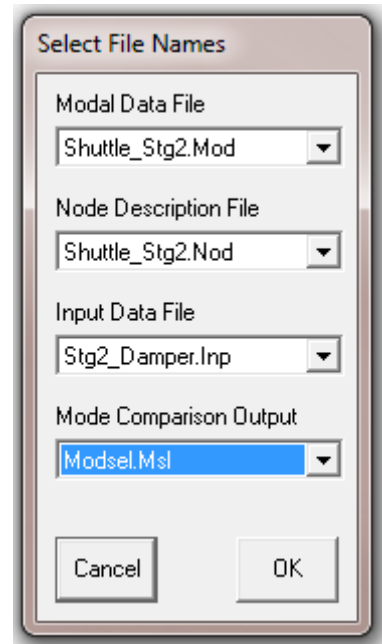 Select File Names
Modal Data File
Shuttle_Stg2.Mod
Node Description File
Shuttle_Stg2.Nod
Input Data File
Stg2_Damper.Inp
Mode Comparison Output
Modsel.Msl
Cancel OK